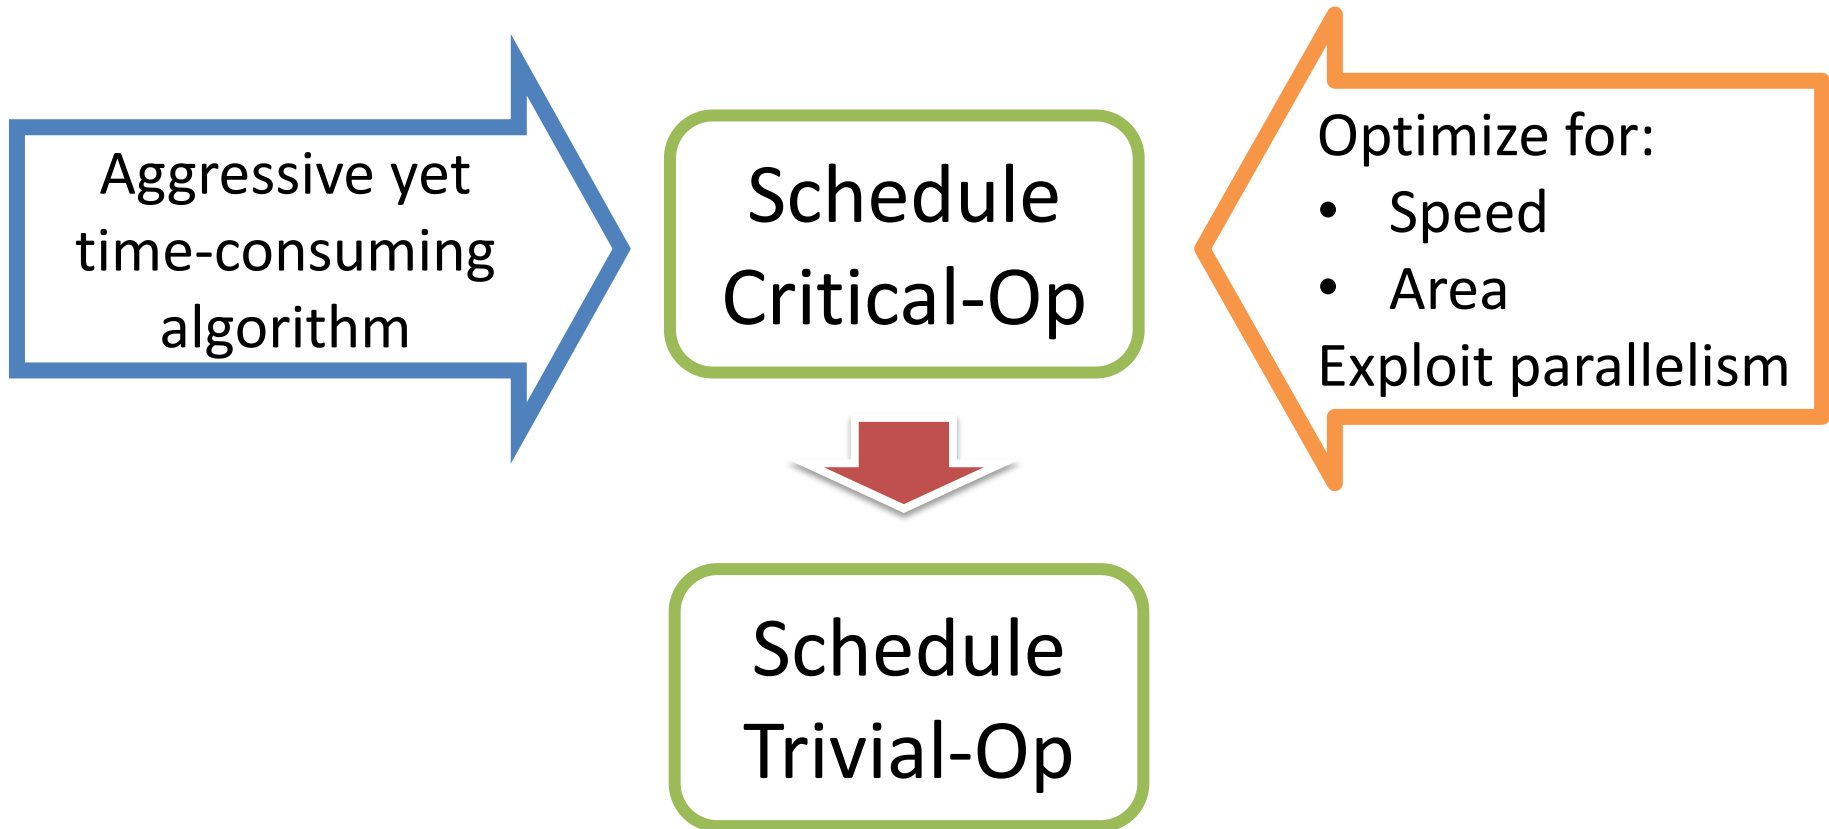 Aggressive yet
time-consuming
algorithm
Schedule
Critical-Op
Optimize for:
• Speed
• Area
Exploit parallelism
Schedule
Trivial-Op